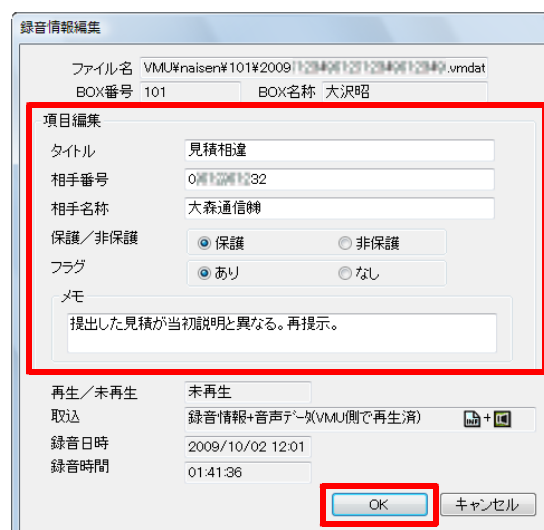 録音情報編集
ファイル名 VMU¥naisen¥101¥2009 .vmdat
BOX番号 101 BOX名称 大沢昭
項目編集
タイトル 見積相違
相手番号 0 32
相手名称 大森通信㈱
保護／非保護 保護 非保護
フラグ あり なし
メモ
提出した見積が当初説明と異なる。再提示。
再生／未再生 未再生
取込 録音情報+音声ﾃﾞｰﾀ(VMU側で再生済) +
録音日時 2009/10/02 12:01
録音時間 01:41:36
OK キャンセル